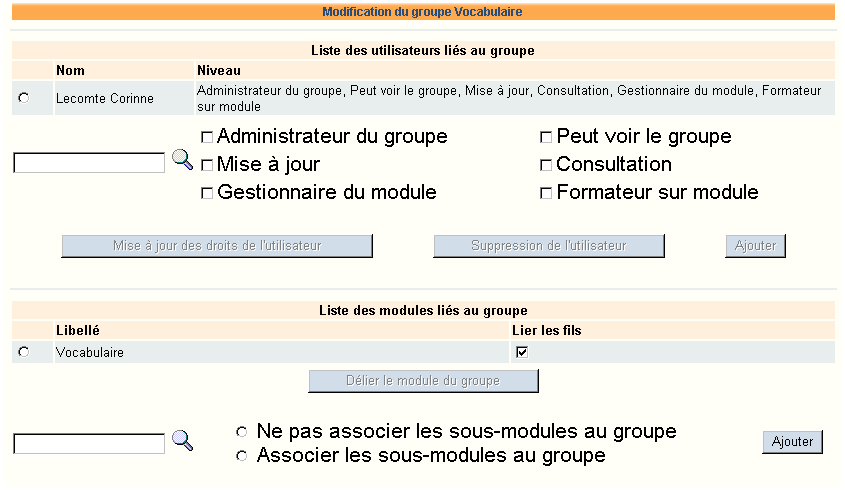 Modification du groupe Vocabulaire
Liste des utilisateurs liés au groupe
Nom Niveau
Lecomte Corinne Administrateur du groupe, Peut voir le groupe, Mise à jour, Consultation, Gestionnaire du module, Formateur
sur module
Administrateur du groupe Peut voir le groupe
Mise à jour Consultation
Gestionnaire du module Formateur sur module
Mise à jour des droits de l'utilisateur Suppression de l'utilisateur Ajouter
Liste des modules liés au groupe
Libellé Lier les fils
Vocabulaire
Délier le module du groupe
Ne pas associer les sous-modules au groupe
Associer les sous-modules au groupe
Ajouter